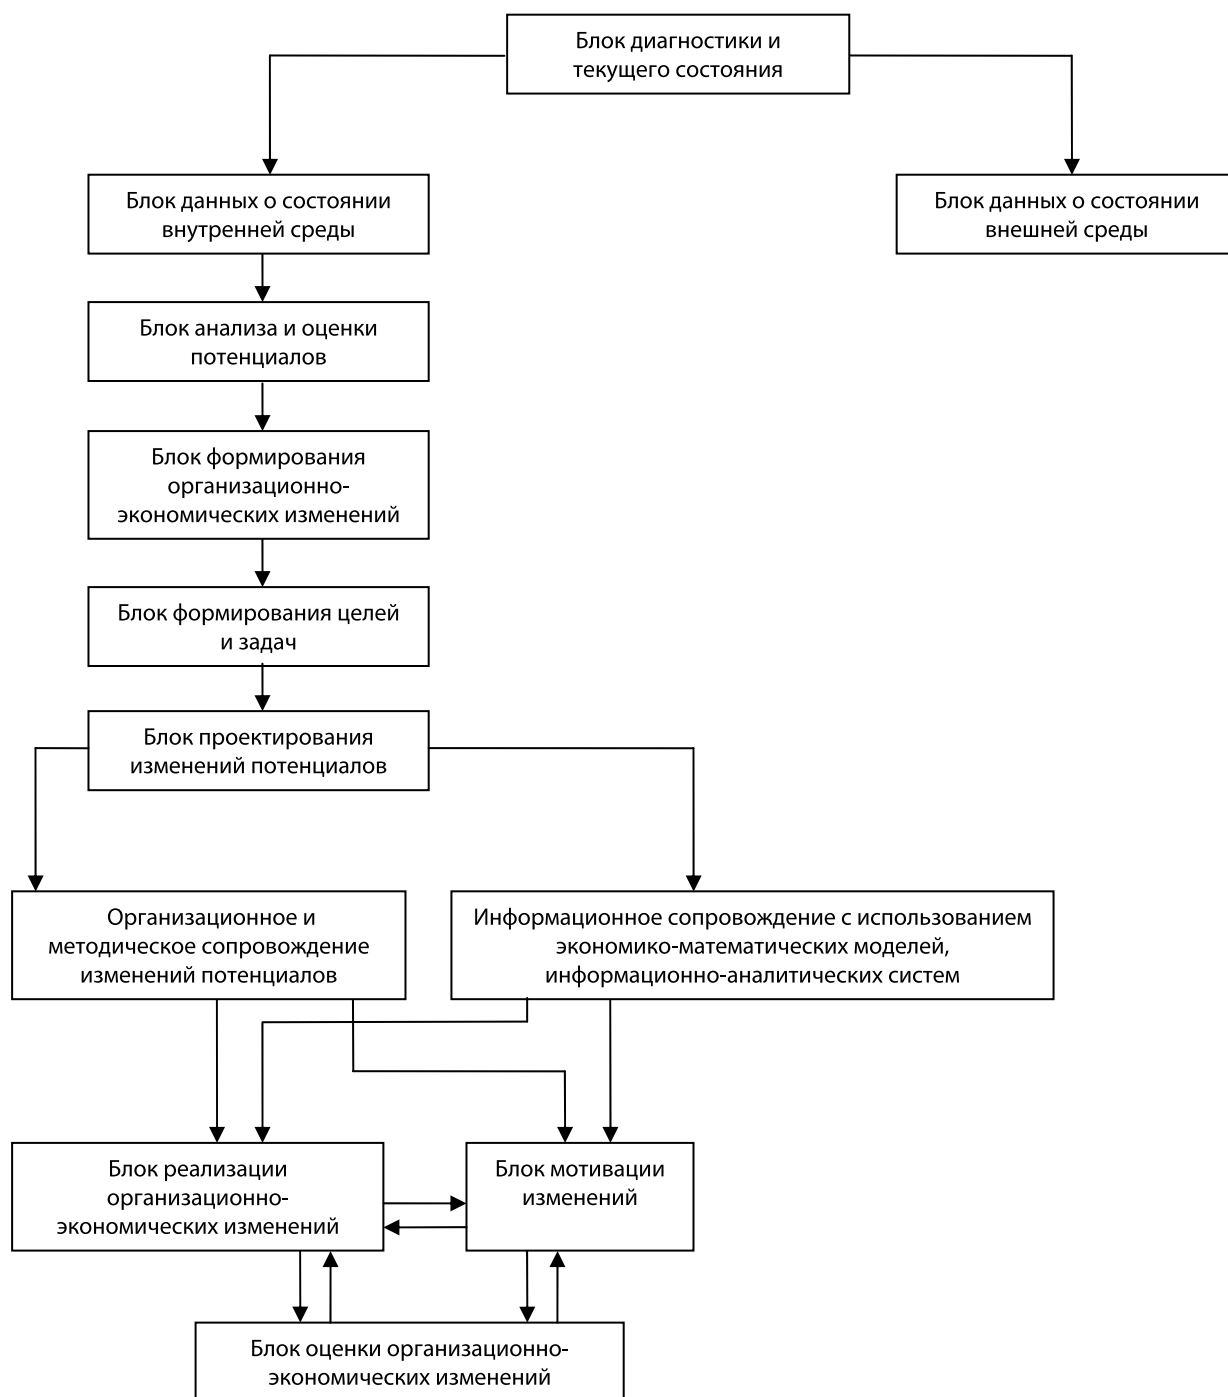 Блок диагностики и
текущего состояния
Блок данных о состоянии
внутренней среды
Блок данных о состоянии
внешней среды
Блок анализа и оценки
потенциалов
Блок формирования
организационно-
экономических изменений
Блок формирования целей
и задач
Блок проектирования
изменений потенциалов
Организационное и
методическое сопровождение
изменений потенциалов
Информационное сопровождение с использованием
экономико-математических моделей,
информационно-аналитических систем
Блок реализации
организационно-
экономических изменений
Блок мотивации
изменений
Блок оценки организационно-
экономических изменений